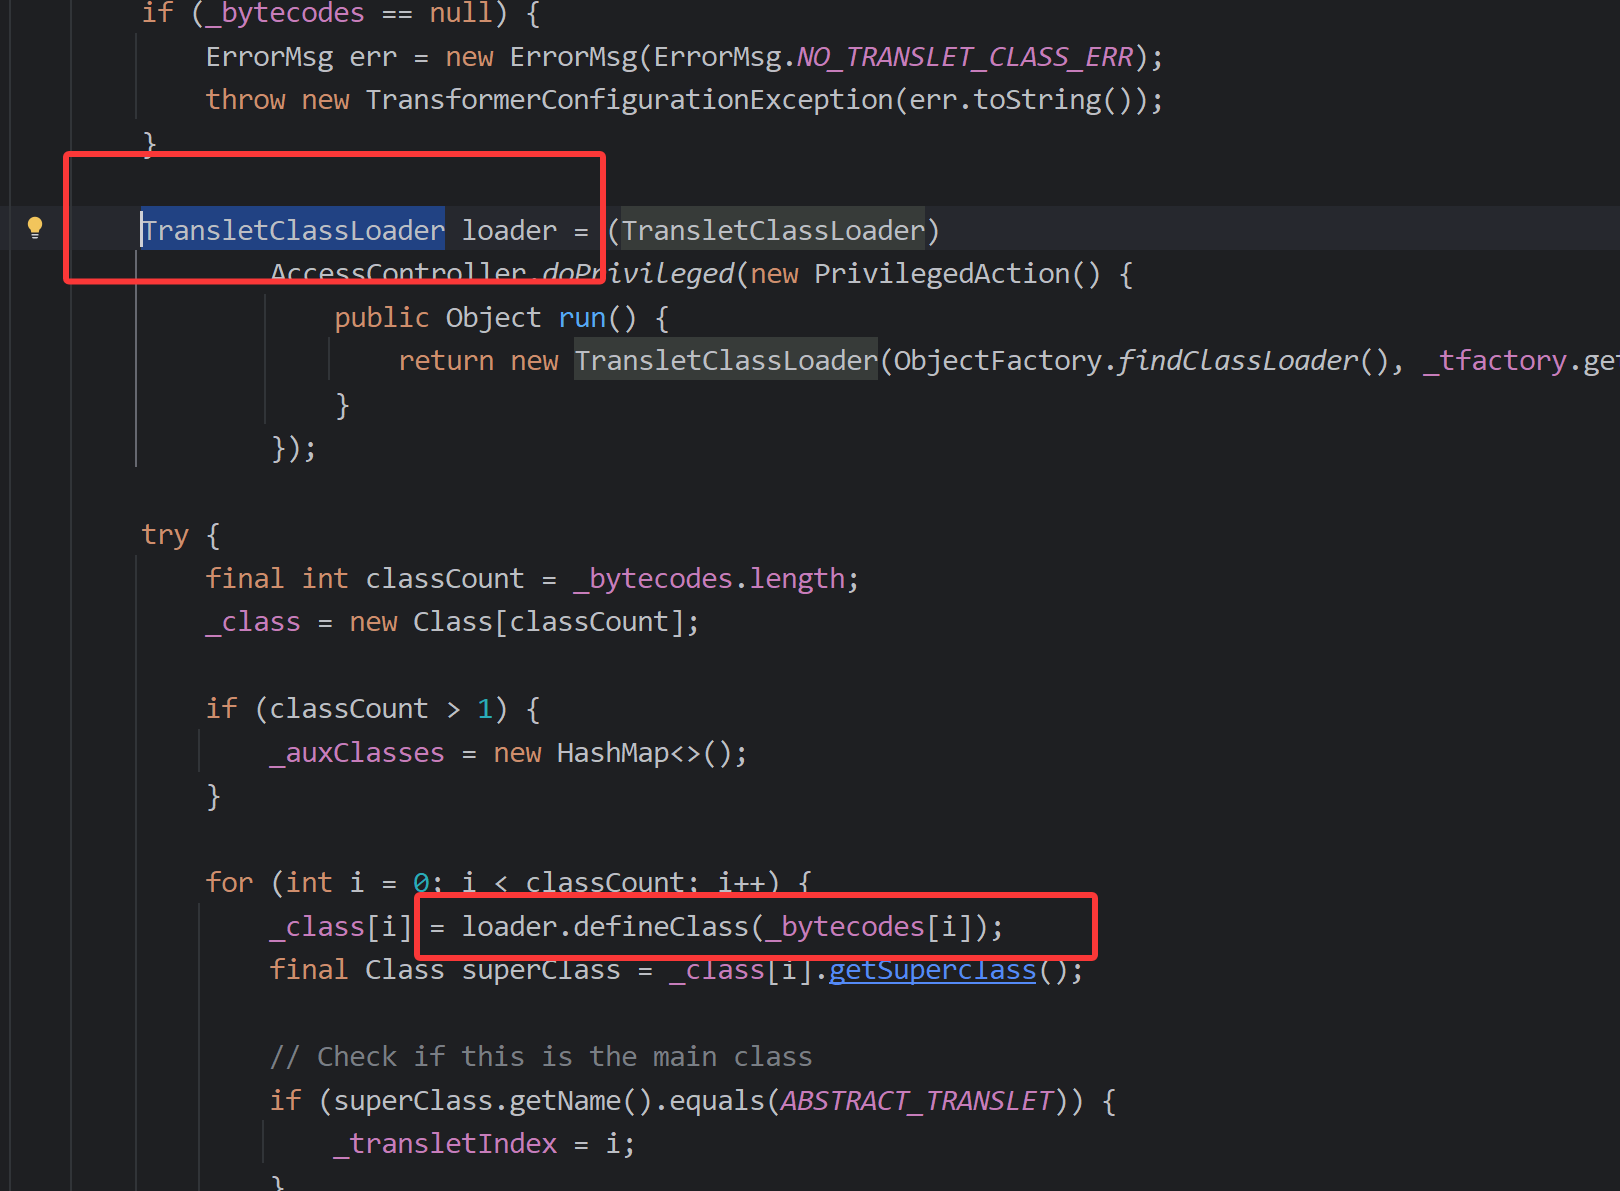 if (_bytecodes == null) {
ErrorMsg err = new ErrorMsg(ErrorMsg.NO_TRANSLET_CLASS_ERR);
throw new TransformerConfigurationException(err.toString());
}
TransletClassLoader loader = (TransletClassLoader)
AccessController.doPrivileged(new PrivilegedAction() {
public Object run() {
return new TransletClassLoader(ObjectFactory.findClassLoader(), _tfactory.get
}
});
try {
final int classCount = _bytecodes.length;
_class = new Class[classCount];
if (classCount > 1) {
_auxClasses = new HashMap<>();
}
for (int i = 0; i < classCount; i++) {
_class[i] = loader.defineClass(_bytecodes[i]);
final Class superClass = _class[i].getSuperclass();
// Check if this is the main class
if (superClass.getName().equals(ABSTRACT_TRANSLET)) {
_transletIndex = i;
}